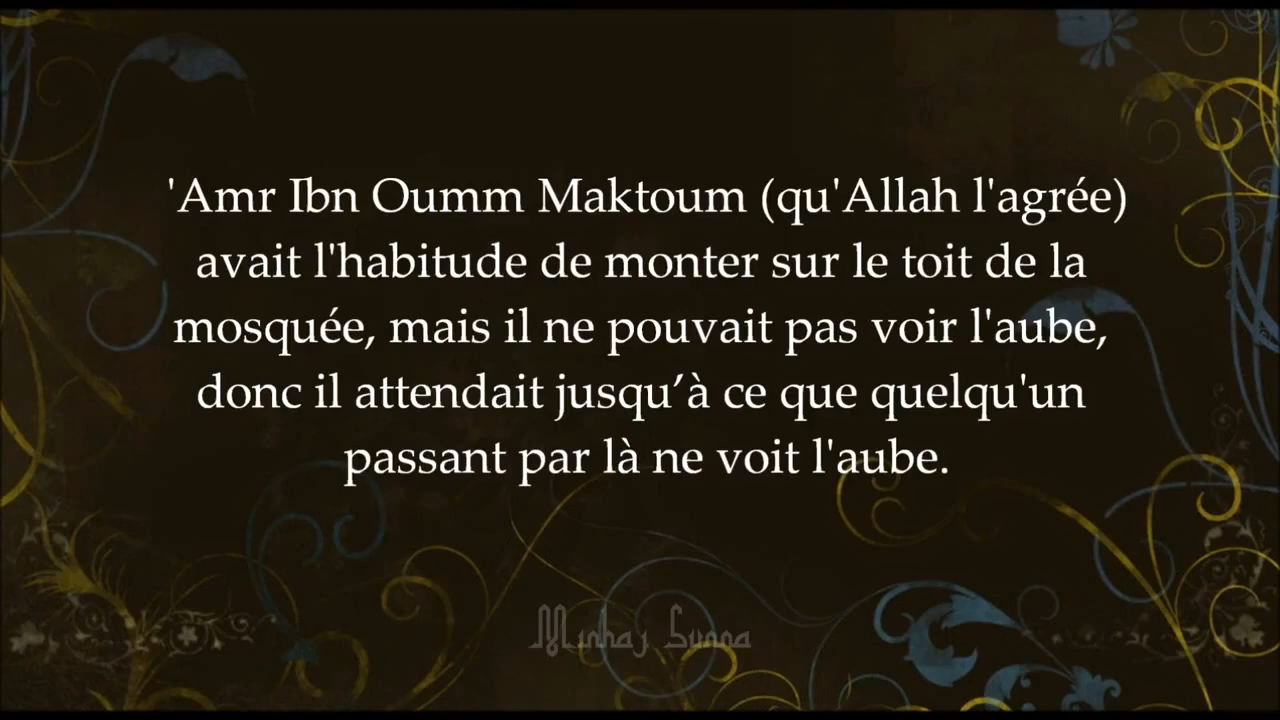 'Amr Ibn Oumm Maktoum (qu'Allah l'agrée)
avait l'habitude de monter sur le toit de la
mosquée, mais il ne pouvait pas voir l'aube,
donc il attendait jusqu’à ce que quelqu'un
passant par là ne voit l'aube.
Minhaj Sunna